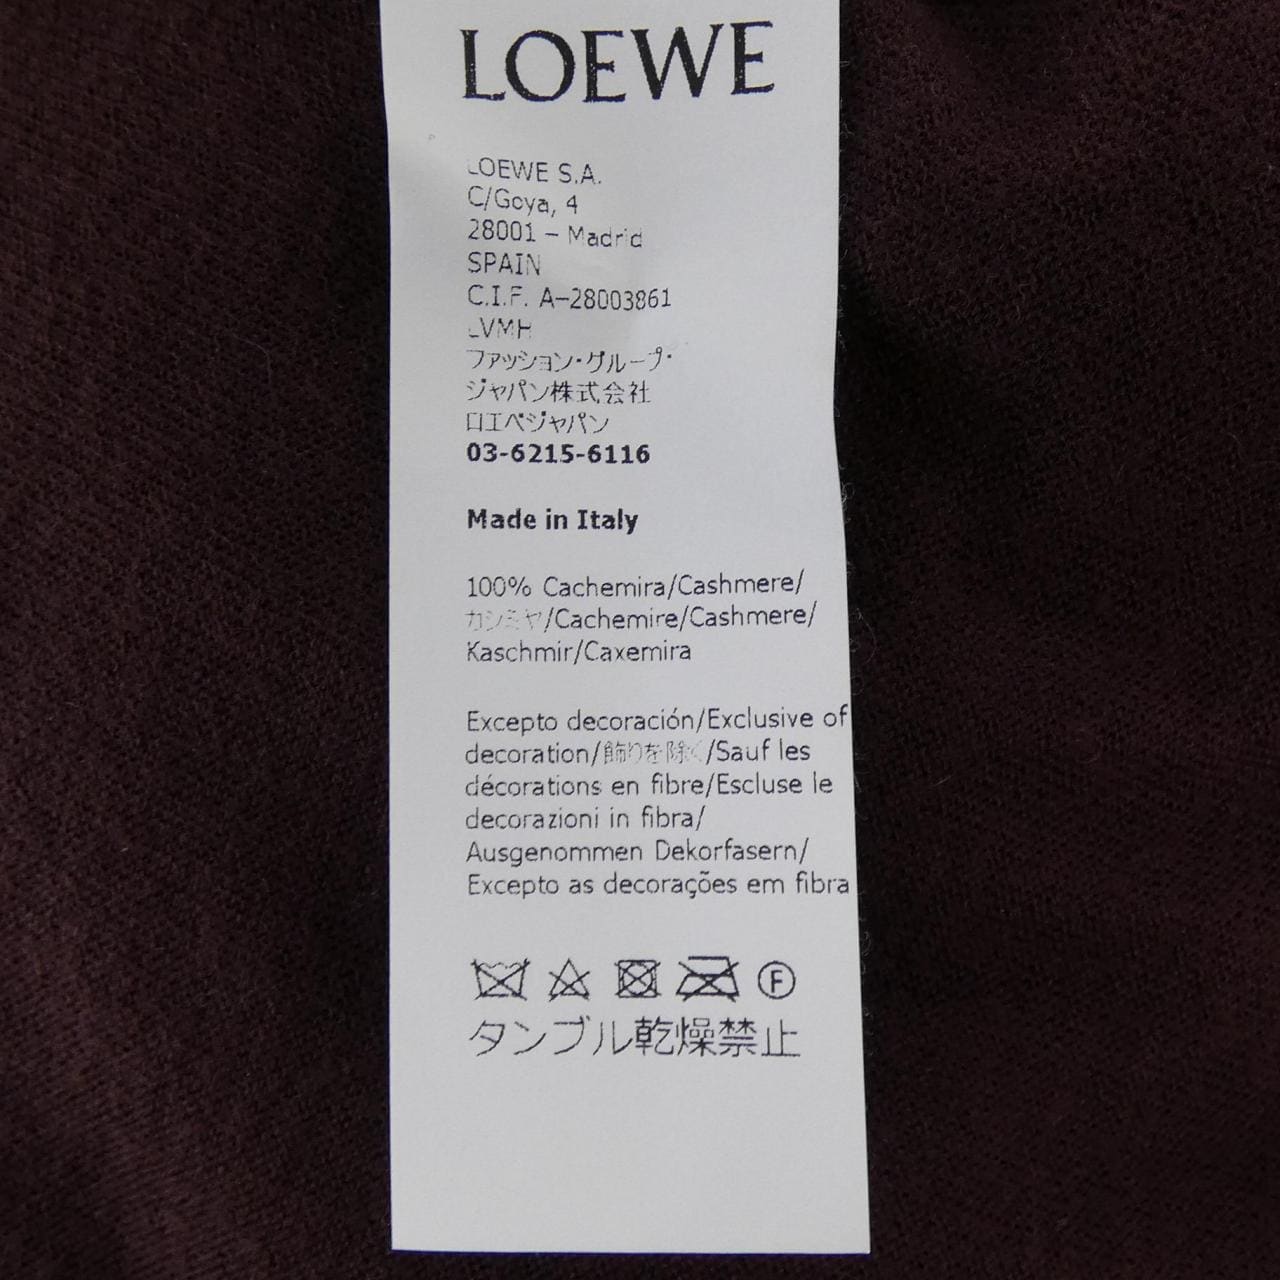 LOEWE
LOEWE S.A.
C/Goya, 4
28001 – Madrid
SPAIN
C.I.F. A-28003861
LVMH
ファッション・グループ・
ジャパン株式会社
ロエベジャパン
03-6215-6116
Made in Italy
100% Cachemira/Cashmere/
カシミヤ/Cachemire/Cashmere/
Kaschmir/Caxemira
Excepto decoración/Exclusive of
decoration/飾りを除く/Sauf les
décorations en fibre/Escluse le
decorazioni in fibra/
Ausgenommen Dekorfasern/
Excepto as decorações em fibra
F
タンブル乾燥禁止